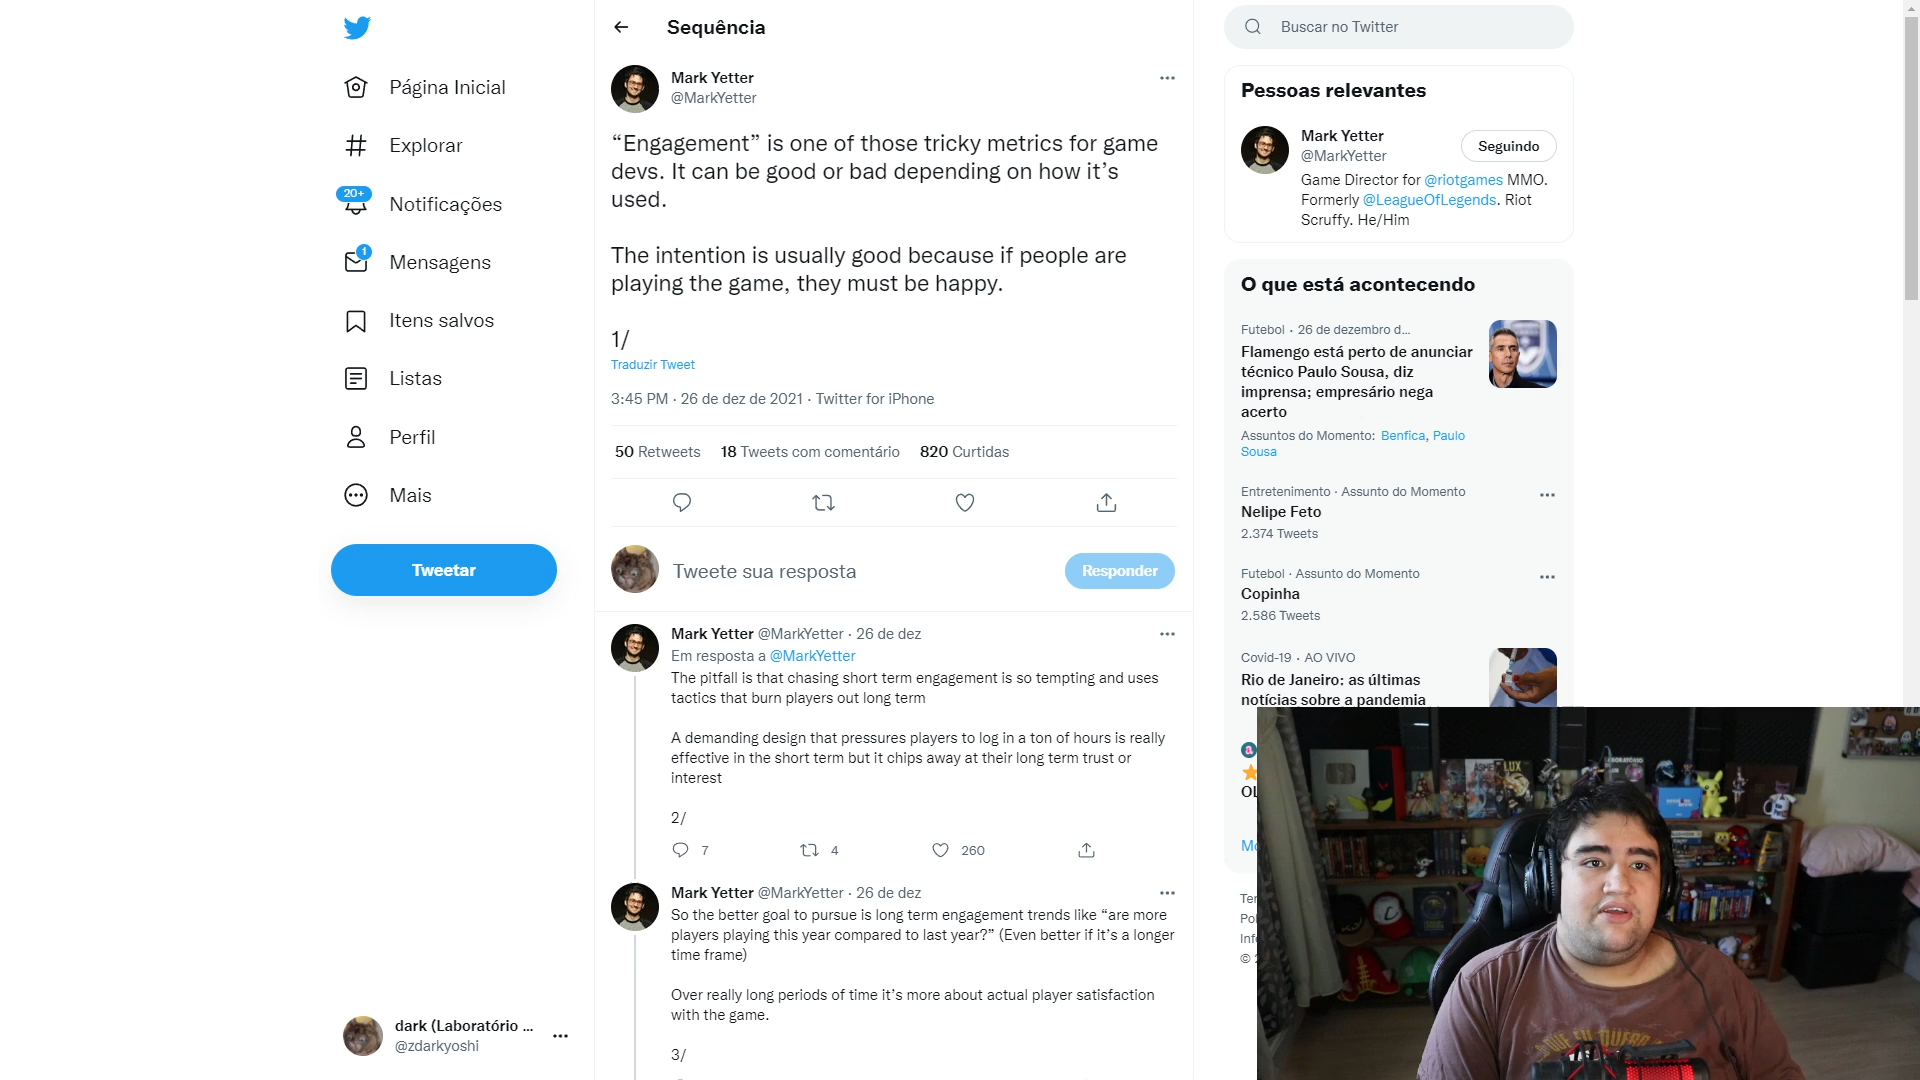 Página Inicial
Explorar
20+
Notificações
1
Mensagens
Itens salvos
Listas
Perfil
Mais
Tweetar
dark (Laboratório ...
@zdarkyoshi
Sequência
Mark Yetter
@MarkYetter
“Engagement” is one of those tricky metrics for game
devs. It can be good or bad depending on how it’s
used.
The intention is usually good because if people are
playing the game, they must be happy.
1/
Traduzir Tweet
3:45 PM · 26 de dez de 2021 · Twitter for iPhone
50 Retweets 18 Tweets com comentário 820 Curtidas
Tweete sua resposta
Responder
Mark Yetter @MarkYetter · 26 de dez
Em resposta a @MarkYetter
The pitfall is that chasing short term engagement is so tempting and uses
tactics that burn players out long term
A demanding design that pressures players to log in a ton of hours is really
effective in the short term but it chips away at their long term trust or
interest
2/
7 4 260
Mark Yetter @MarkYetter · 26 de dez
So the better goal to pursue is long term engagement trends like “are more
players playing this year compared to last year?” (Even better if it’s a longer
time frame)
Over really long periods of time it’s more about actual player satisfaction
with the game.
3/
Buscar no Twitter
Pessoas relevantes
Mark Yetter
@MarkYetter
Seguindo
Game Director for @riotgames MMO.
Formerly @LeagueOfLegends. Riot
Scruffy. He/Him
O que está acontecendo
Futebol · 26 de dezembro d...
Flamengo está perto de anunciar
técnico Paulo Sousa, diz
imprensa; empresário nega
acerto
Assuntos do Momento: Benfica, Paulo
Sousa
Entretenimento · Assunto do Momento
Nelipe Feto
2.374 Tweets
Futebol · Assunto do Momento
Copinha
2.586 Tweets
Covid-19 · AO VIVO
Rio de Janeiro: as últimas
notícias sobre a pandemia
LUX